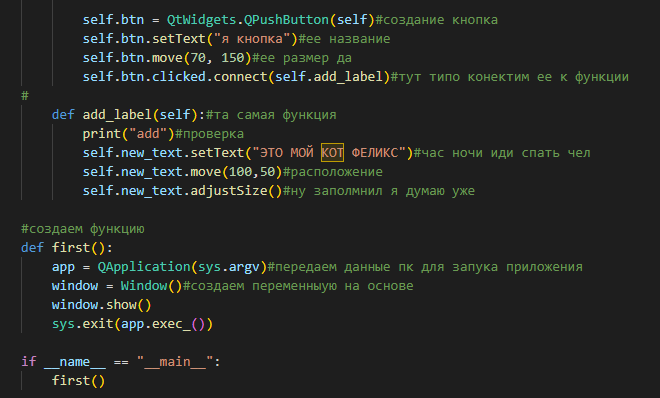 self.btn = QtWidgets.QPushButton(self)#создание кнопка
self.btn.setText("я кнопка")#ее название
self.btn.move(70, 150)#ее размер да
self.btn.clicked.connect(self.add_label)#тут типо конектим ее к функции
#
def add_label(self):#та самая функция
print("add")#проверка
self.new_text.setText("ЭТО МОЙ КОТ ФЕЛИКС")#час ночи иди спать чел
self.new_text.move(100,50)#расположение
self.new_text.adjustSize()#ну заполмнил я думаю уже
#создаем функцию
def first():
app = QApplication(sys.argv)#передаем данные пк для запука приложения
window = Window()#создаем переменныую на основе
window.show()
sys.exit(app.exec_())
if __name__ == "__main__":
first()